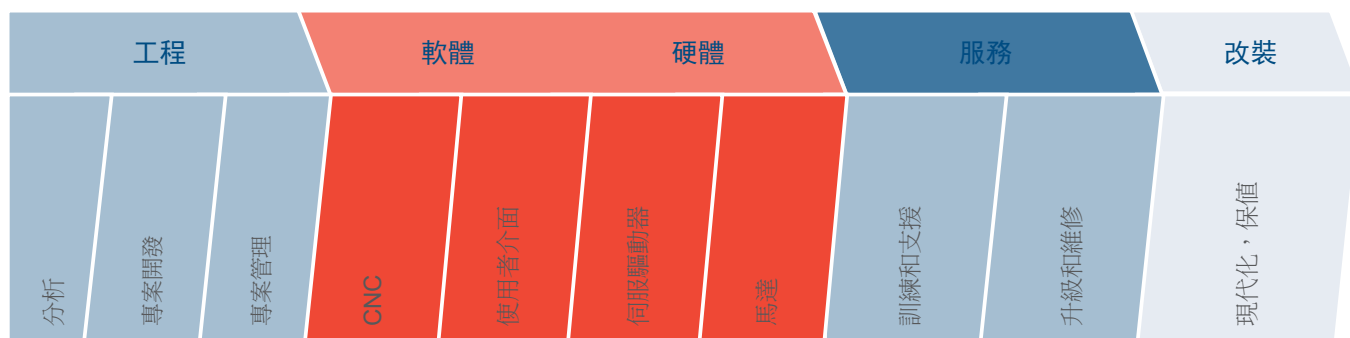 工程
軟體
硬體
服務
改裝
分析
專案開發
專案管理
CNC
使用者介面
伺服驅動器
馬達
訓練和支援
升級和維修
現代化，保值